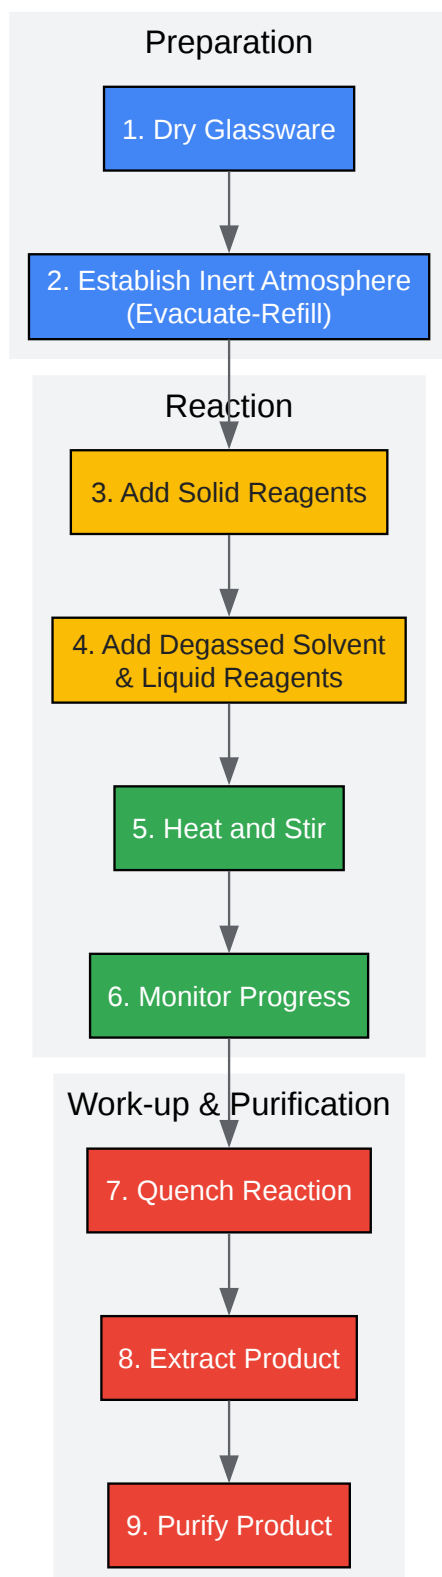 Preparation
1. Dry Glassware
2. Establish Inert Atmosphere
(Evacuate-Refill)
Reaction
3. Add Solid Reagents
4. Add Degassed Solvent
& Liquid Reagents
5. Heat and Stir
6. Monitor Progress
Work-up & Purification
7. Quench Reaction
8. Extract Product
9. Purify Product